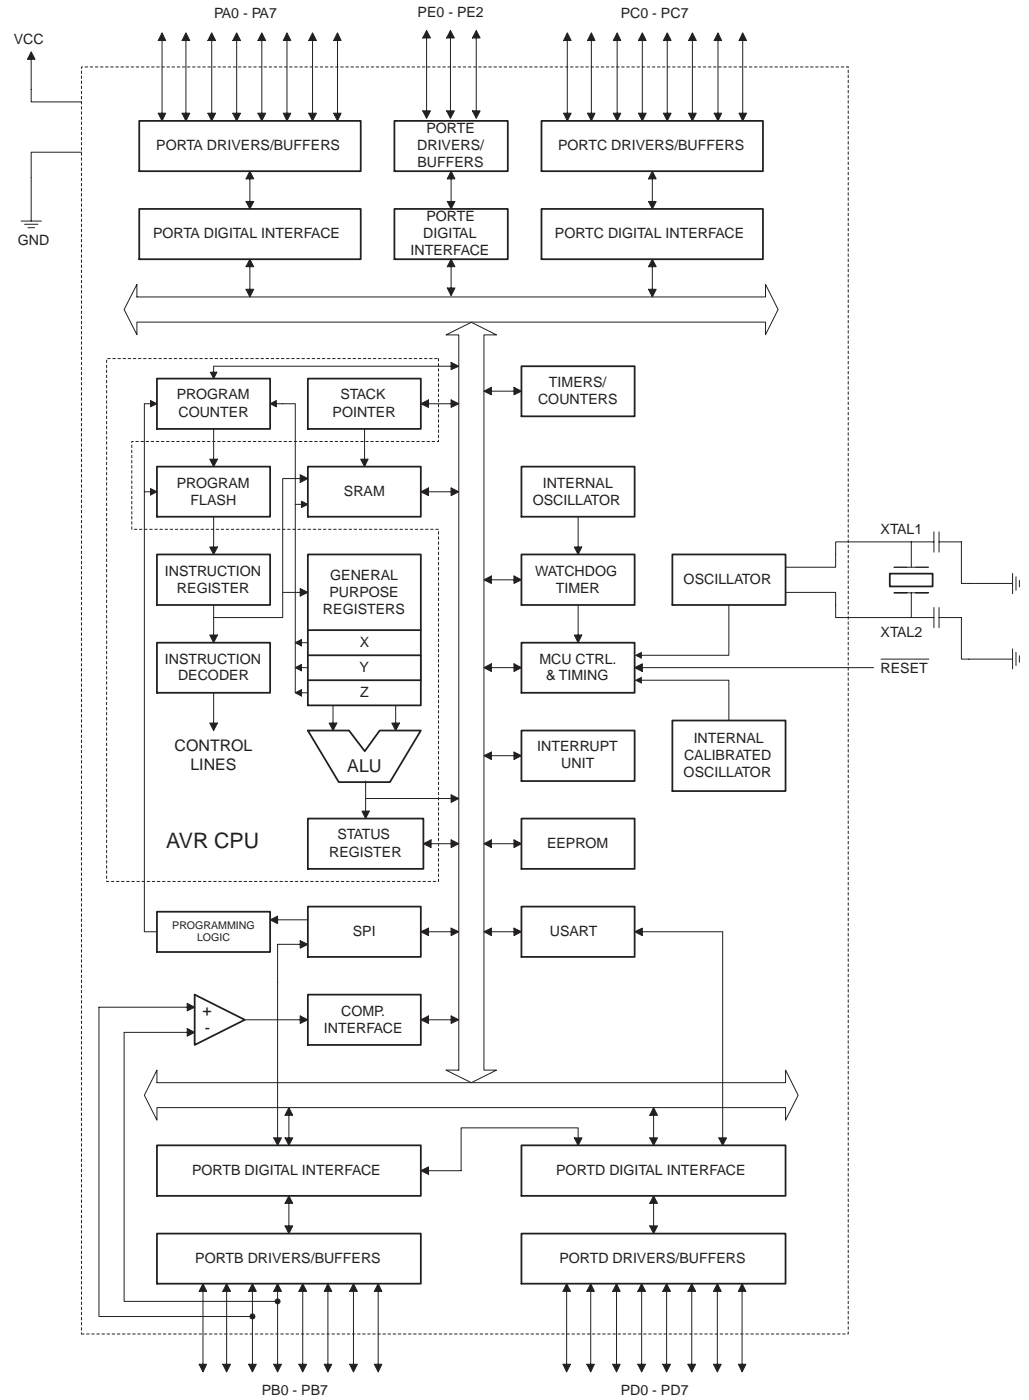 PA0 - PA7
PE0 - PE2
PC0 - PC7
VCC
PORTA DRIVERS/BUFFERS
PORTE
DRIVERS/
BUFFERS
PORTC DRIVERS/BUFFERS
GND
PORTA DIGITAL INTERFACE
PORTE
DIGITAL
INTERFACE
PORTC DIGITAL INTERFACE
PROGRAM
COUNTER
STACK
POINTER
TIMERS/
COUNTERS
PROGRAM
FLASH
SRAM
INTERNAL
OSCILLATOR
XTAL1
INSTRUCTION
REGISTER
GENERAL
PURPOSE
REGISTERS
WATCHDOG
TIMER
OSCILLATOR
XTAL2
X
Y
Z
INSTRUCTION
DECODER
MCU CTRL.
& TIMING
RESET
CONTROL
LINES
ALU
INTERRUPT
UNIT
INTERNAL
CALIBRATED
OSCILLATOR
AVR CPU
STATUS
REGISTER
EEPROM
PROGRAMMING
LOGIC
SPI
USART
+
-
COMP.
INTERFACE
PORTB DIGITAL INTERFACE
PORTD DIGITAL INTERFACE
PORTB DRIVERS/BUFFERS
PORTD DRIVERS/BUFFERS
PB0 - PB7
PD0 - PD7